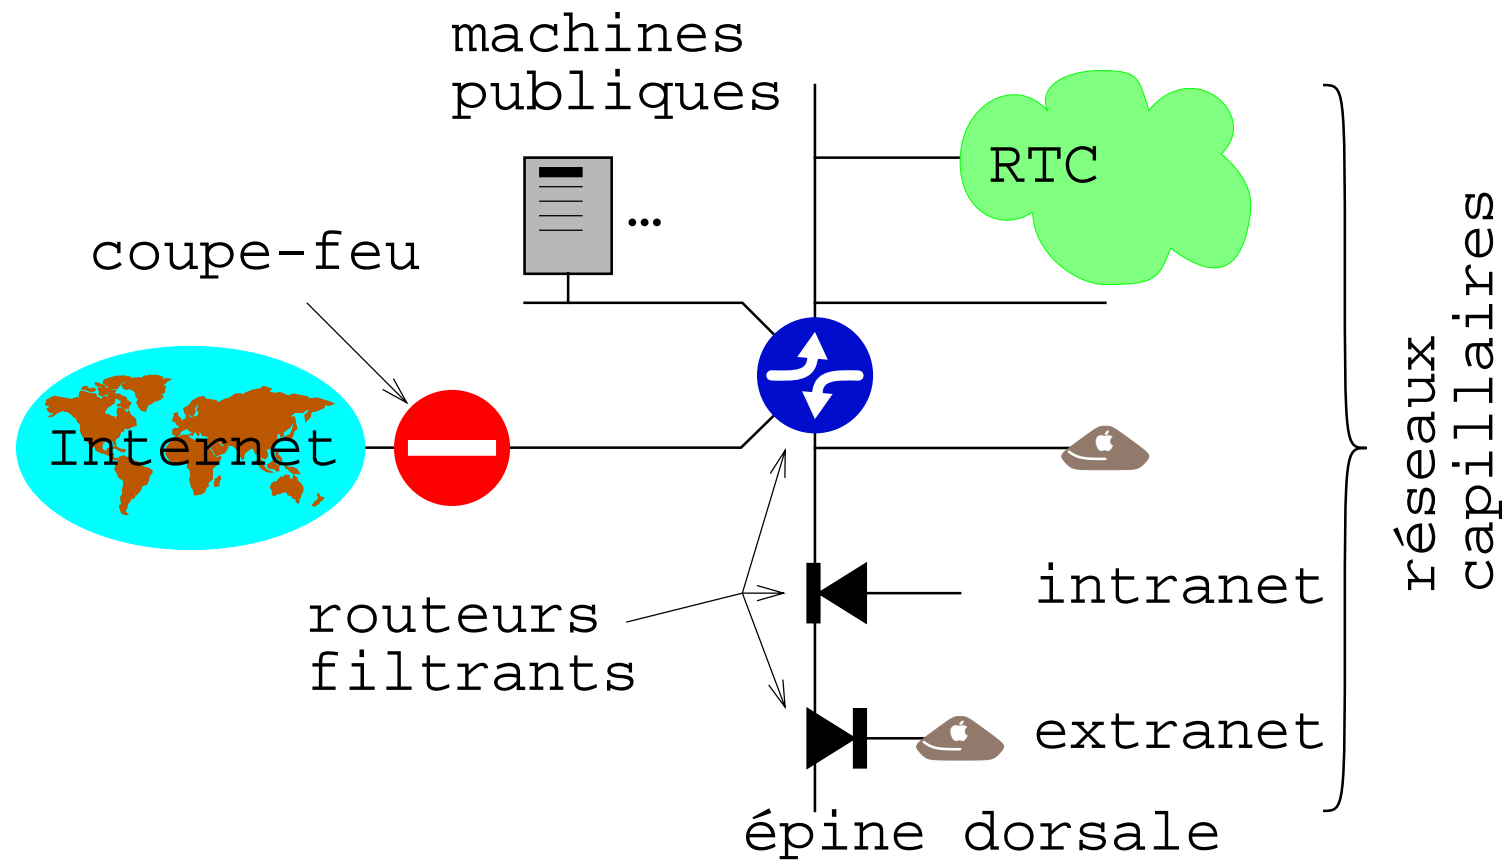 machines
publiques
RTC
coupe-feu
Internet
réseaux
capillaires
routeurs
filtrants
intranet
extranet
épine dorsale